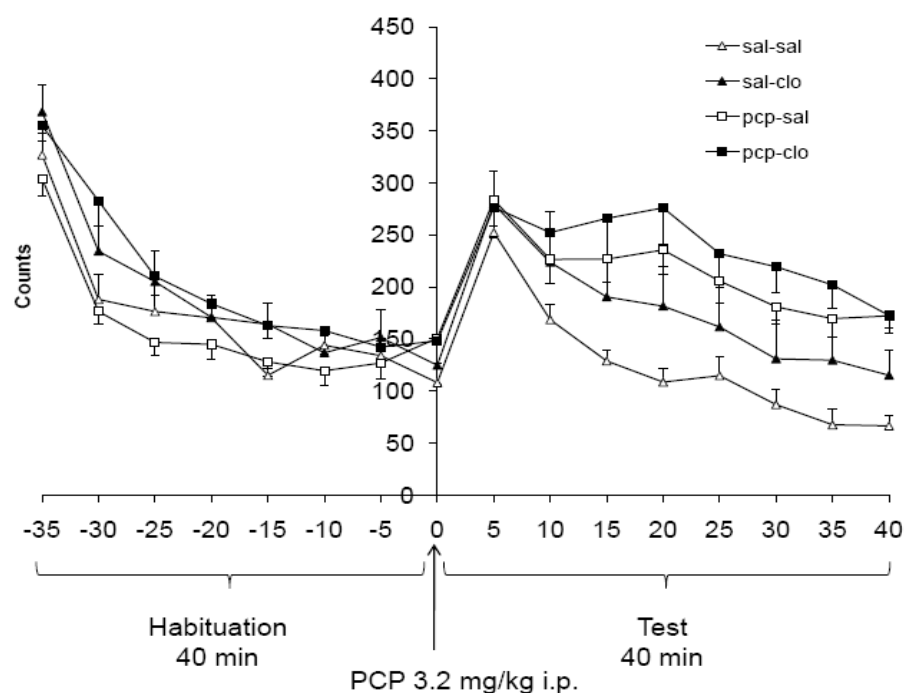 450
400
350
300
250
200
150
100
50
0
Counts
sal-sal
sal-clo
pcp-sal
pcp-clo
-35 -30 -25 -20 -15 -10 -5 0 5 10 15 20 25 30 35 40
Habituation
40 min
Test
40 min
PCP 3.2 mg/kg i.p.